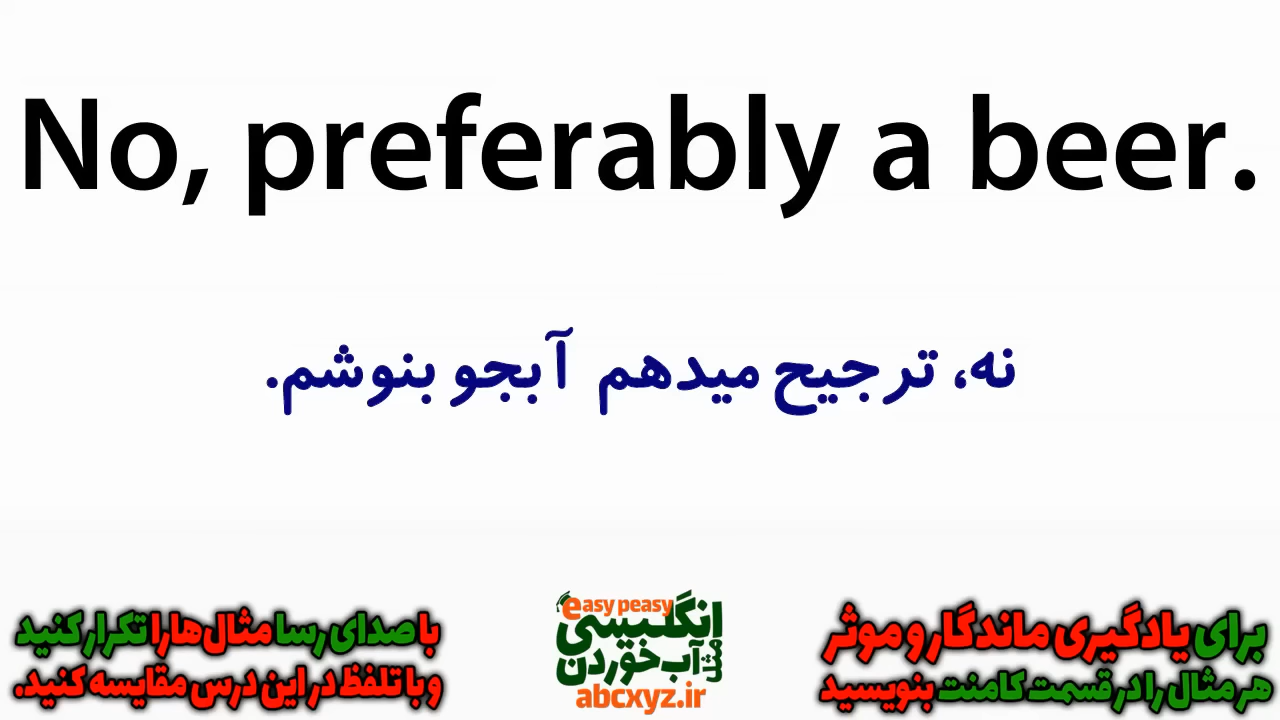 No, preferably a beer.
نه، ترجیح میدهم آبجو بنوشم.
برای یادگیری ماندگار و موثر
هر مثال را در قسمت کامنت بنویسید
easy peasy
انگلیسی
مثل آب خوردن
abcxyz.ir
با صدای رسا مثال‌ها را تکرار کنید
و با تلفظ در این درس مقایسه کنید.